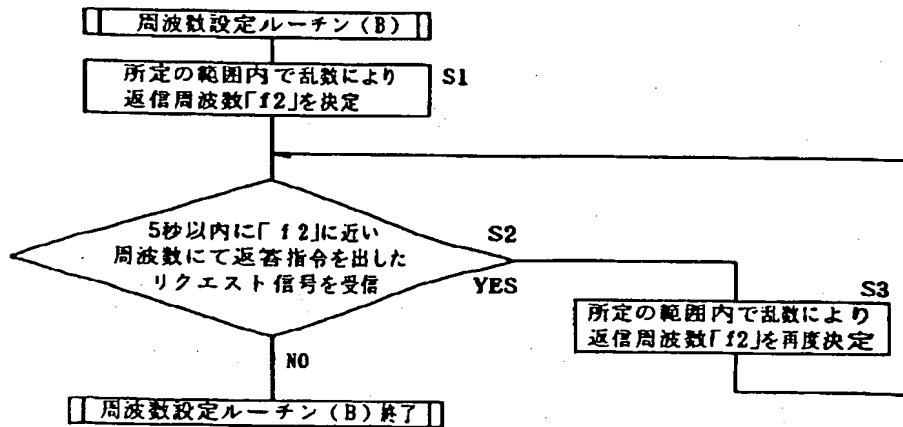 周波数設定ルーチン(B)
所定の範囲内で乱数により
返信周波数「f2」を決定
S1
5秒以内に「f2」に近い
周波数にて返答指令を出した
リクエスト信号を受信
S2
YES
S3
所定の範囲内で乱数により
返信周波数「f2」を再度決定
NO
周波数設定ルーチン(B)終了